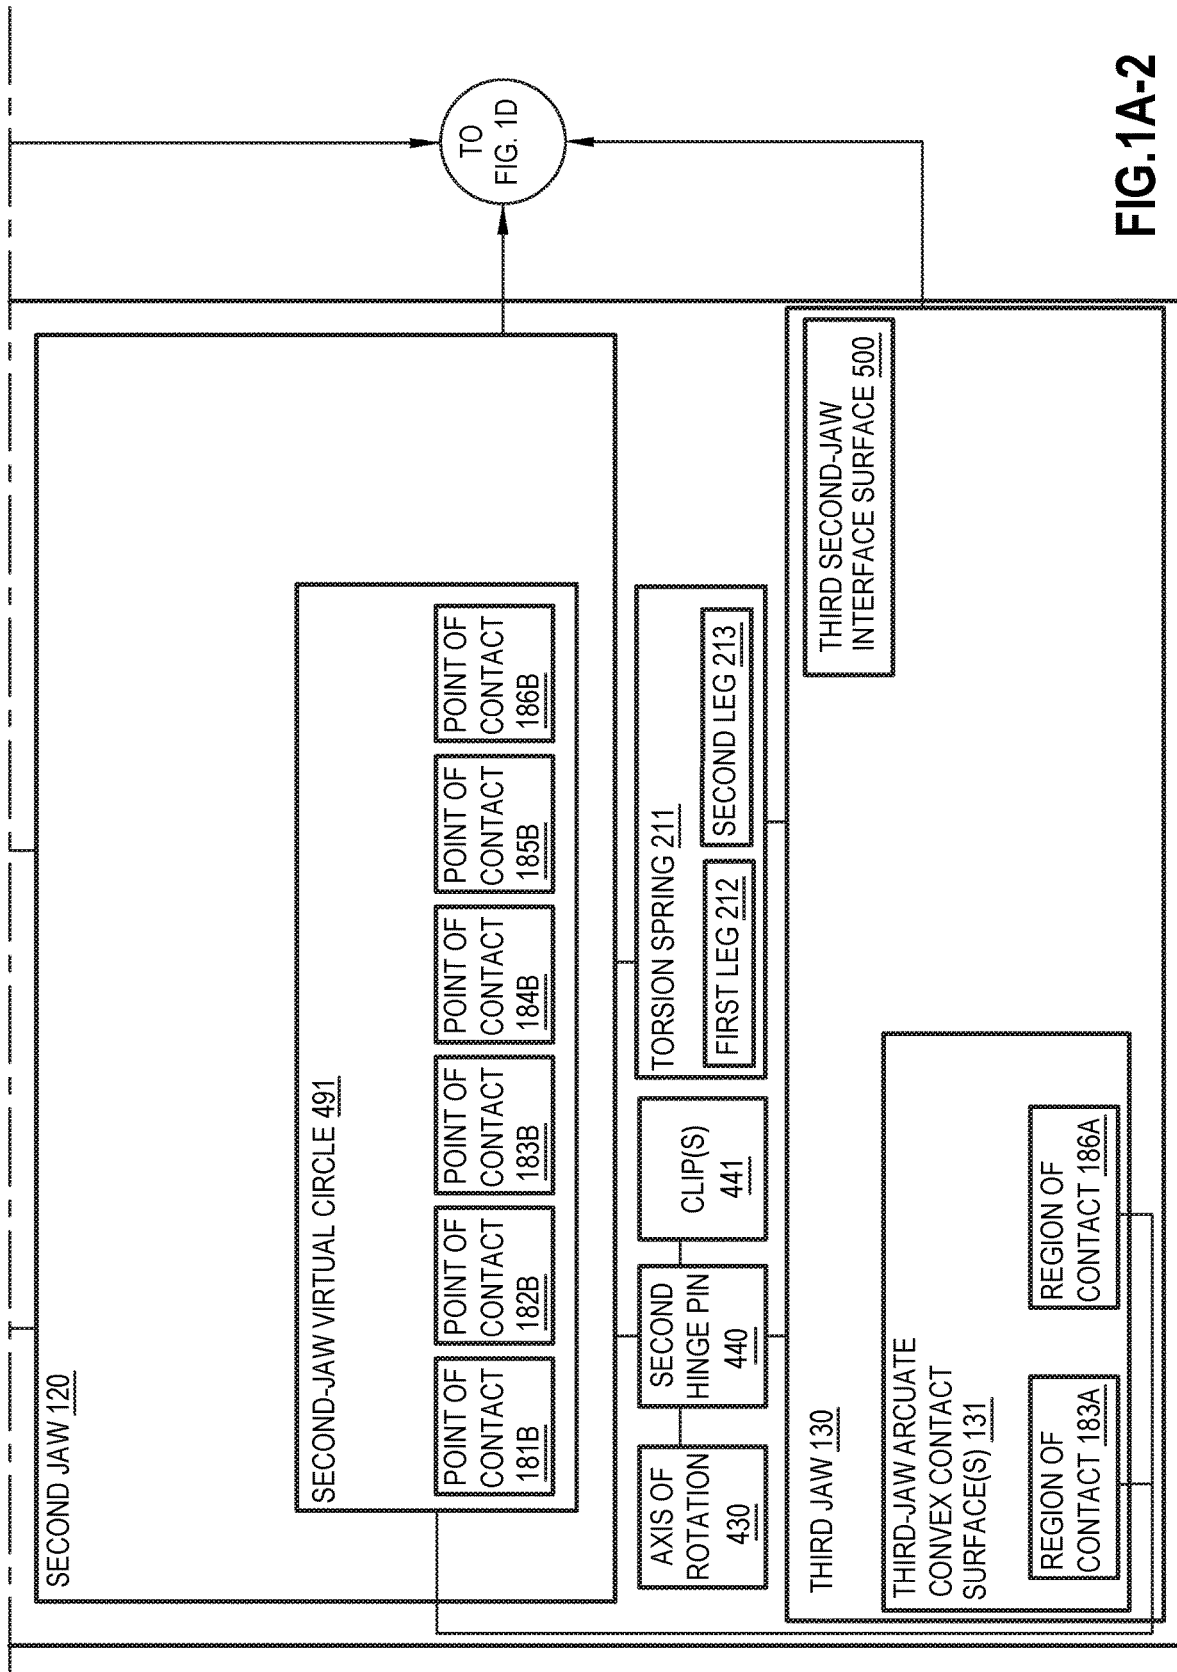 SECOND JAW 120
SECOND-JAW VIRTUAL CIRCLE 491
POINT OF
CONTACT
181B
POINT OF
CONTACT
182B
POINT OF
CONTACT
183B
POINT OF
CONTACT
184B
POINT OF
CONTACT
185B
POINT OF
CONTACT
186B
AXIS OF
ROTATION
430
SECOND
HINGE PIN
440
CLIP(S)
441
TORSION SPRING 211
FIRST LEG 212
SECOND LEG 213
THIRD JAW 130
THIRD-JAW ARCUATE
CONVEX CONTACT
SURFACE(S) 131
REGION OF
CONTACT 183A
REGION OF
CONTACT 186A
THIRD SECOND-JAW
INTERFACE SURFACE 500
TO
FIG. 1D
FIG.1A-2